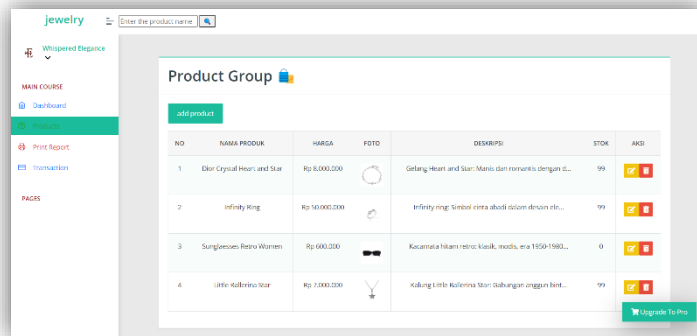 jewelry
Enter the product name
Whispered Elegance
MAIN COURSE
Dashboard
Products
Print Report
Transaction
PAGES
Product Group
add product
NO NAMA PRODUK HARGA FOTO DESKRIPSI STOK AKSI
1 Dior Crystal Heart and Star Rp 8.000.000 Gelang Heart and Star: Manis dan romantis dengan d... 99
2 Infinity Ring Rp 50.000.000 Infinity ring: Simbol cinta abadi dalam desain ele... 99
3 Sunglaesses Retro Women Rp 600.000 Kacamata hitam retro: klasik, modis, era 1950-1980... 0
4 Little Ballerina Star Rp 7.000.000 Kalung Little Ballerina Star: Gabungan anggun bint... 99
Upgrade To Pro